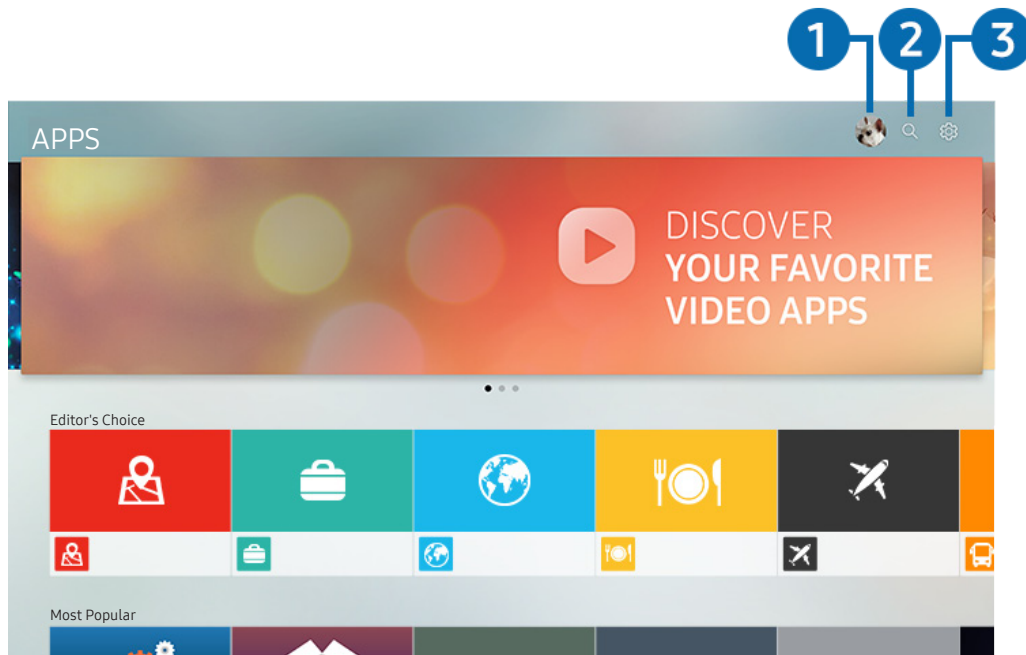 1 2 3
APPS
DISCOVER
YOUR FAVORITE
VIDEO APPS
Editor's Choice
Most Popular